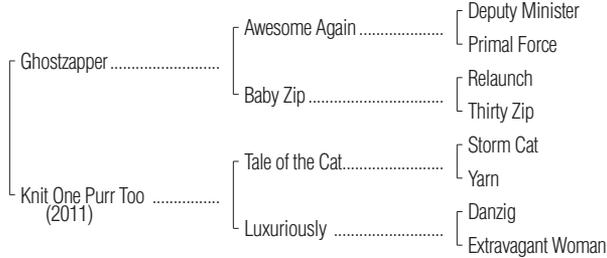 Deputy Minister
Awesome Again ....................
Primal Force
Ghostzapper .........................
Relaunch
Baby Zip ................................
Thirty Zip
Storm Cat
Tale of the Cat........................
Yarn
Knit One Purr Too ................
(2011)
Danzig
Luxuriously ..........................
Extravagant Woman